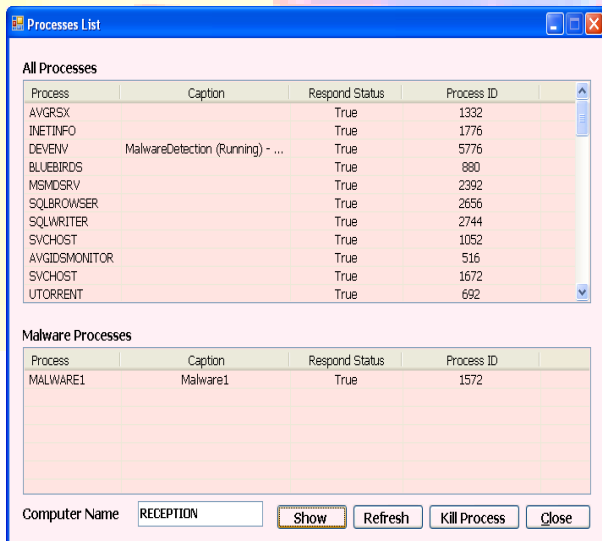 Processes List
All Processes
Process Caption Respond Status Process ID
AVGRSX True 1332
INETINFO True 1776
DEVENV MalwareDetection (Running) - ... True 5776
BLUEBIRDS True 880
MSMDSRV True 2392
SQLBROWSER True 2656
SQLWRITER True 2744
SVCHOST True 1052
AVGIDSMONITOR True 516
SVCHOST True 1672
UTORRENT True 692
Malware Processes
Process Caption Respond Status Process ID
MALWARE1 Malware1 True 1572
Computer Name RECEPTION Show Refresh Kill Process Close